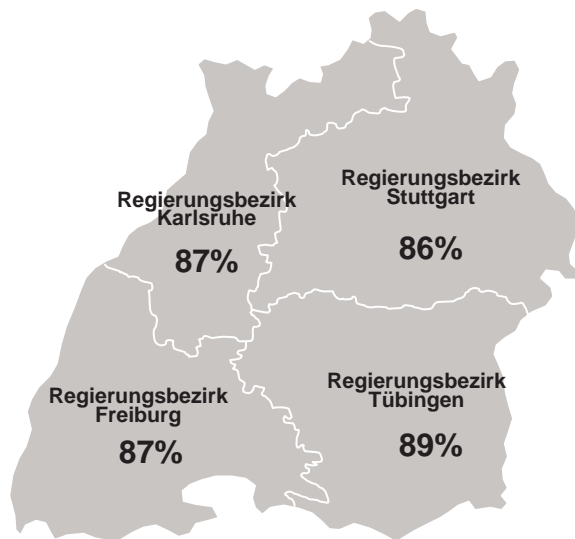 Regierungsbezirk
Karlsruhe
87%
Regierungsbezirk
Stuttgart
86%
Regierungsbezirk
Freiburg
87%
Regierungsbezirk
Tübingen
89%